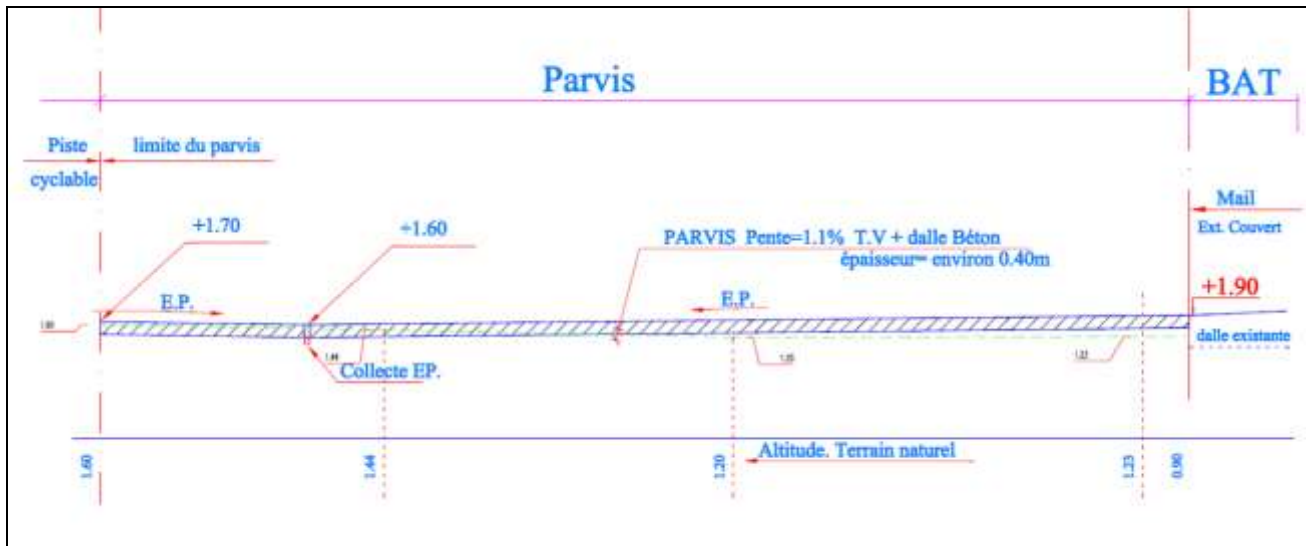 Parvis
BAT
Piste
cyclable
limite du parvis
Mail
Ext. Couvert
+1.70
+1.60
PARVIS Pente=1.1% T.V + dalle Béton
épaisseur= environ 0.40m
+1.90
E.P.
E.P.
dalle existante
Collecte EP.
Altitude. Terrain naturel
1.60
1.44
1.20
1.23
0.90